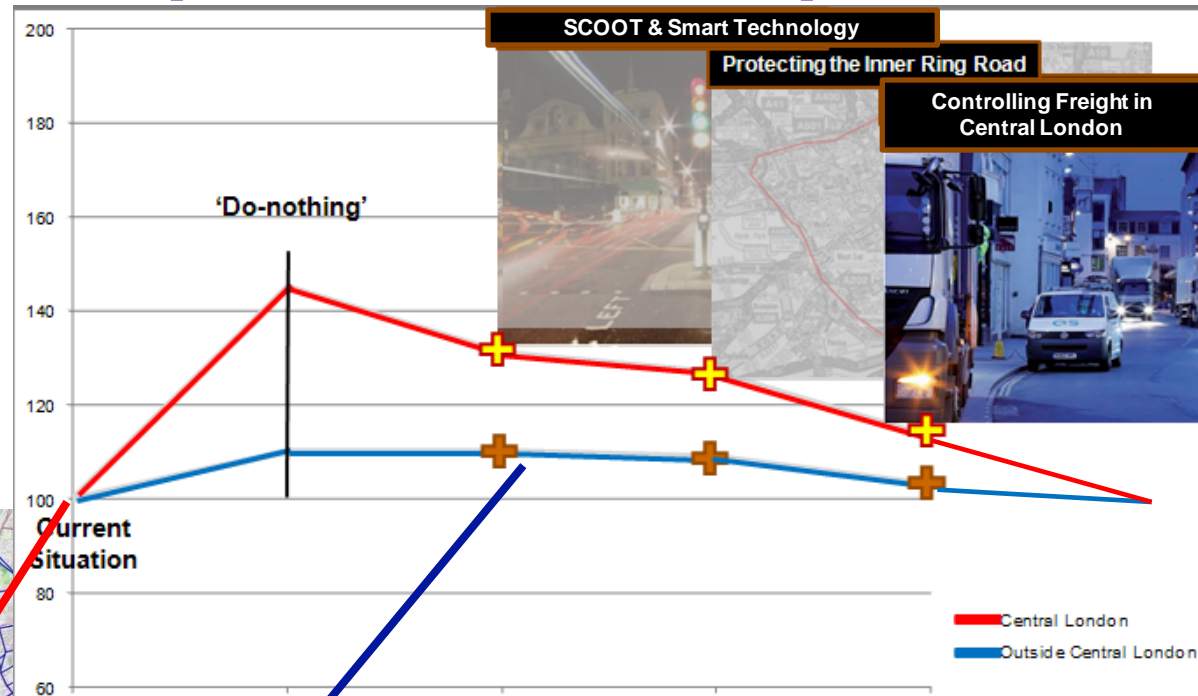 200
SCOOT & Smart Technology
Protecting the Inner Ring Road
Controlling Freight in
Central London
180
160
'Do-nothing'
140
120
100
Current
Situation
80
60
Central London
Outside Central London
LEFT